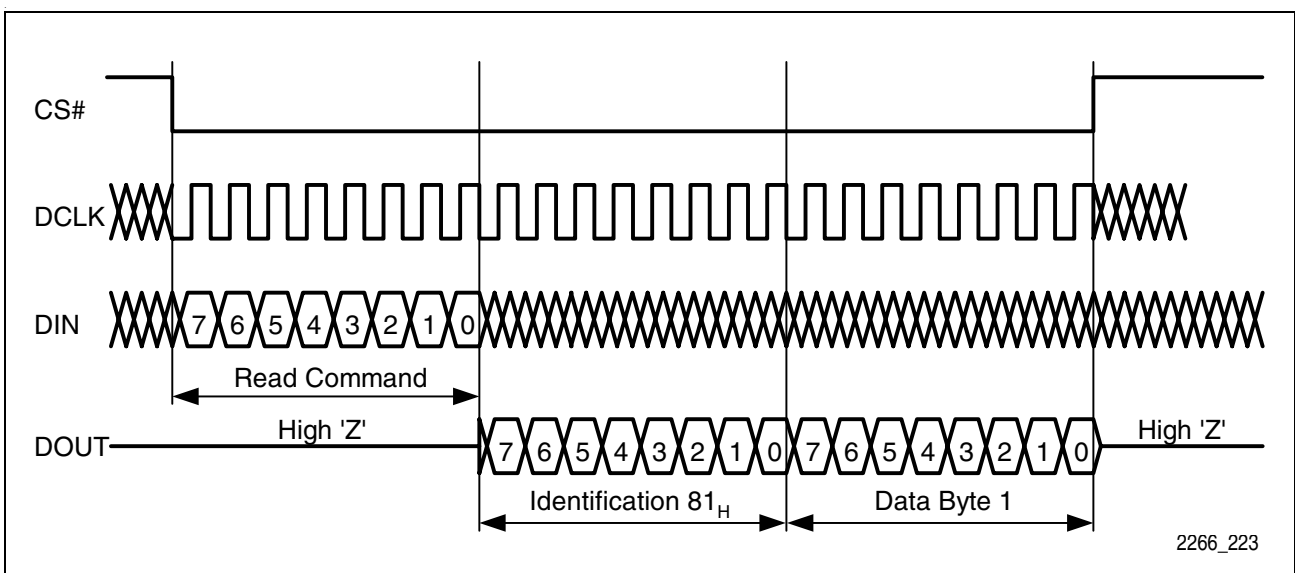 CS#
DCLK
DIN 7 6 5 4 3 2 1 0
Read Command
DOUT High 'Z' 7 6 5 4 3 2 1 0 7 6 5 4 3 2 1 0 High 'Z'
Identification 81H Data Byte 1
2266_223